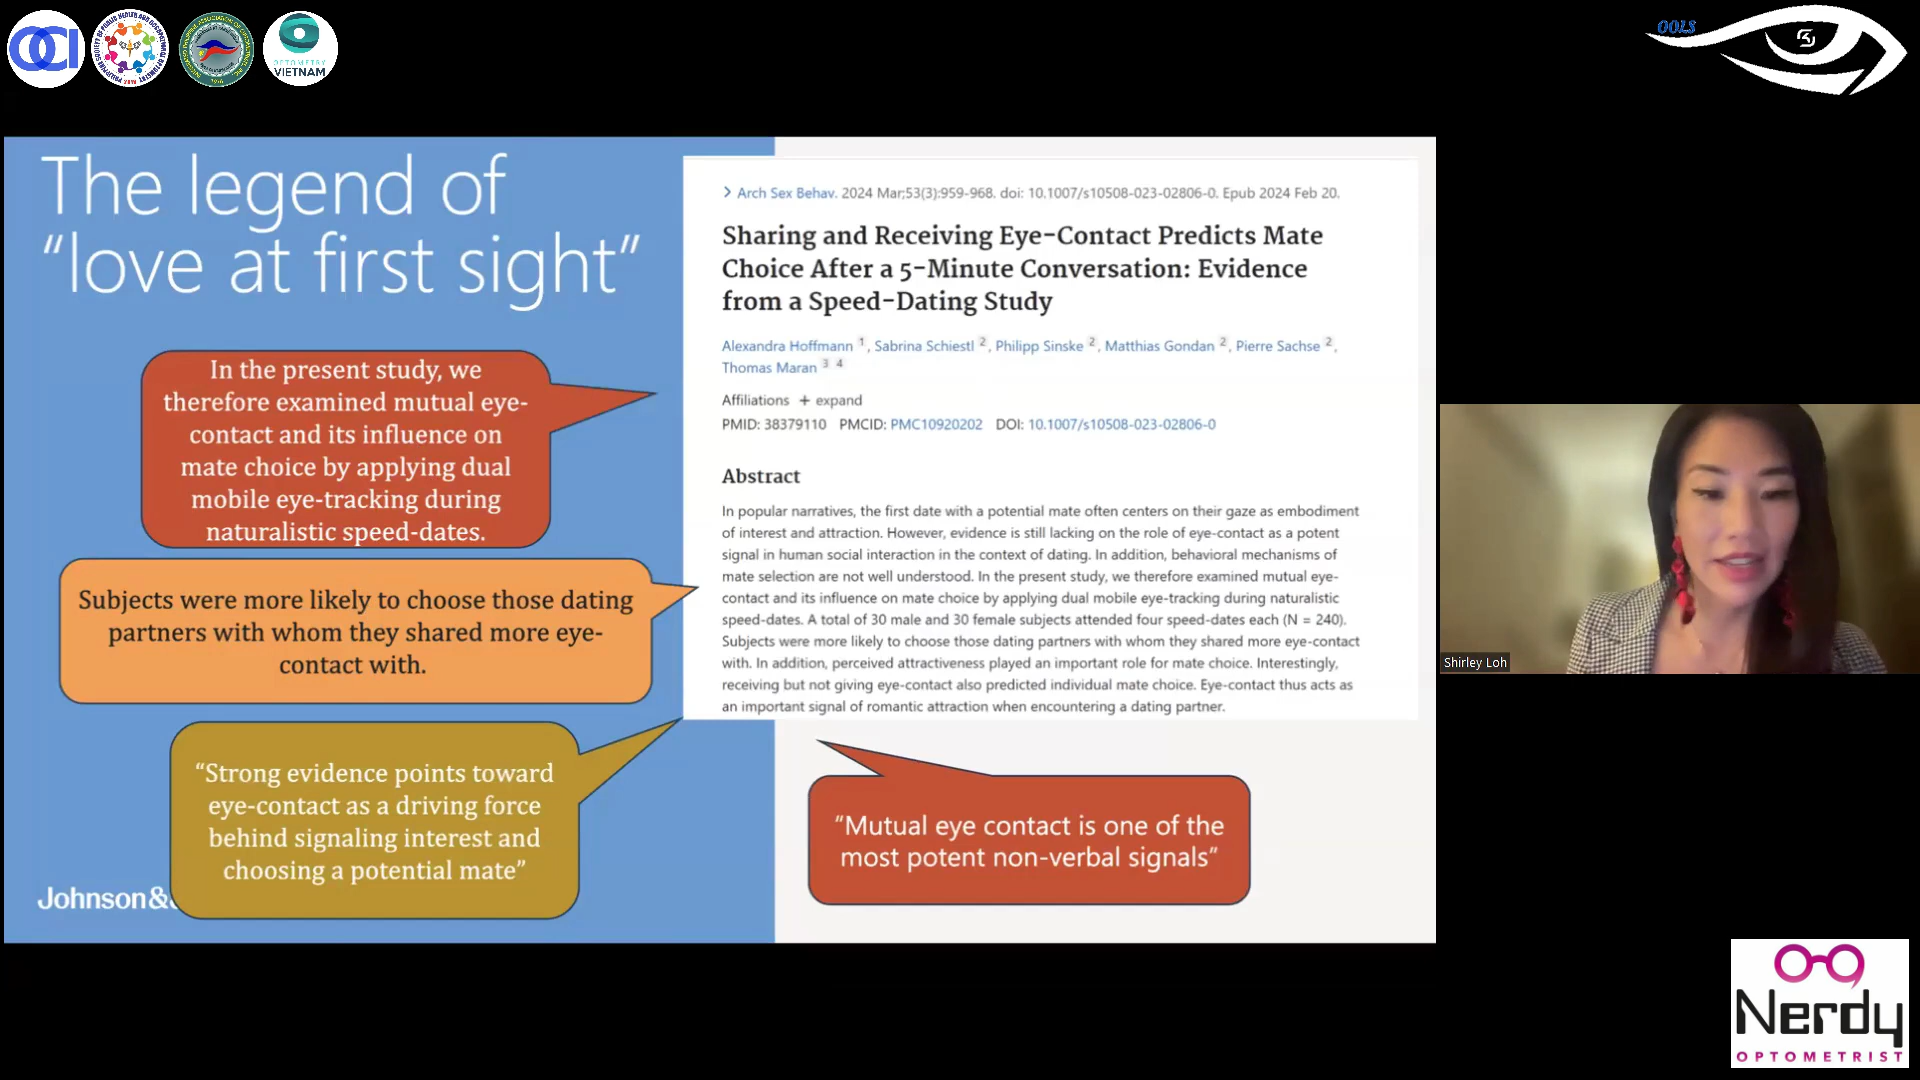 OCI
OPTOMETRY
VIETNAM
OOLS
The legend of
“love at first sight”
In the present study, we
therefore examined mutual eye-
contact and its influence on
mate choice by applying dual
mobile eye-tracking during
naturalistic speed-dates.
Subjects were more likely to choose those dating
partners with whom they shared more eye-
contact with.
“Strong evidence points toward
eye-contact as a driving force
behind signaling interest and
choosing a potential mate”
Johnson&
> Arch Sex Behav. 2024 Mar;53(3):959-968. doi: 10.1007/s10508-023-02806-0. Epub 2024 Feb 20.
Sharing and Receiving Eye-Contact Predicts Mate
Choice After a 5-Minute Conversation: Evidence
from a Speed-Dating Study
Alexandra Hoffmann 1, Sabrina Schiestl 2, Philipp Sinske 2, Matthias Gondan 2, Pierre Sachse 2,
Thomas Maran 3 4
Affiliations + expand
PMID: 38379110 PMCID: PMC10920202 DOI: 10.1007/s10508-023-02806-0
Abstract
In popular narratives, the first date with a potential mate often centers on their gaze as embodiment
of interest and attraction. However, evidence is still lacking on the role of eye-contact as a potent
signal in human social interaction in the context of dating. In addition, behavioral mechanisms of
mate selection are not well understood. In the present study, we therefore examined mutual eye-
contact and its influence on mate choice by applying dual mobile eye-tracking during naturalistic
speed-dates. A total of 30 male and 30 female subjects attended four speed-dates each (N = 240).
Subjects were more likely to choose those dating partners with whom they shared more eye-contact
with. In addition, perceived attractiveness played an important role for mate choice. Interestingly,
receiving but not giving eye-contact also predicted individual mate choice. Eye-contact thus acts as
an important signal of romantic attraction when encountering a dating partner.
“Mutual eye contact is one of the
most potent non-verbal signals”
Shirley Loh
Nerdy
OPTOMETRIST